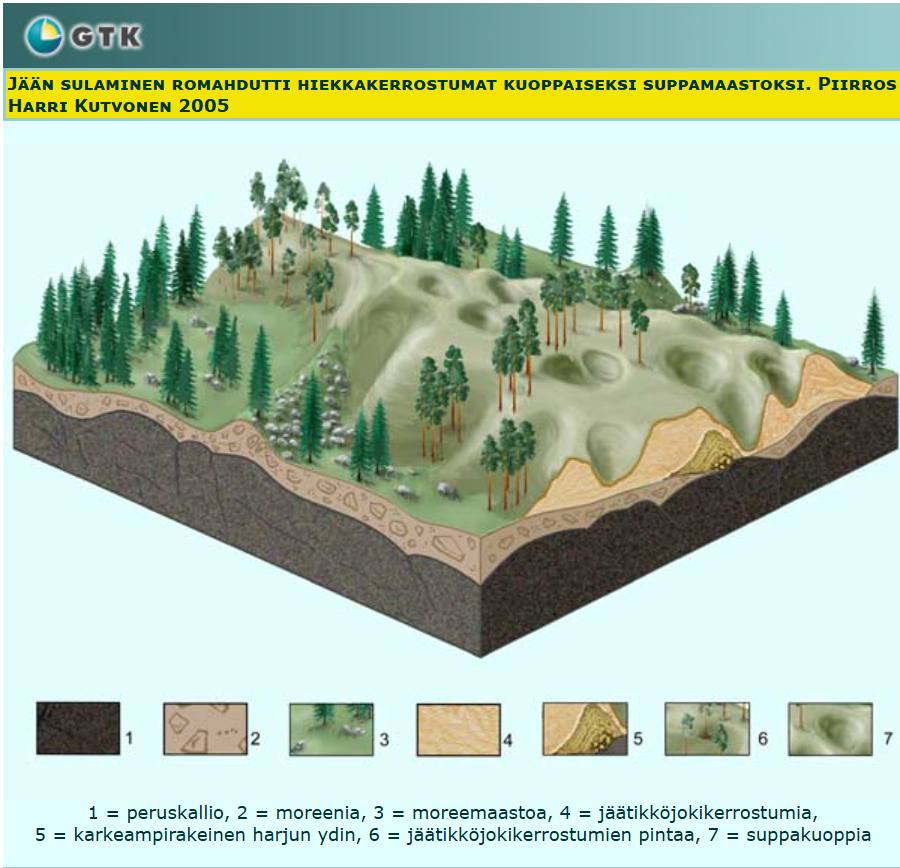 GTK
Jään sulaminen romahdutti hiekkakerrostumat kuoppaiseksi suppamaastoksi. Piirros
Harri Kutvonen 2005
1 2 3 4 5 6 7
1 = peruskallio, 2 = moreenia, 3 = moreemaastoa, 4 = jäätikköjokikerrostumia,
5 = karkeampirakeinen harjun ydin, 6 = jäätikköjokikerrostumien pintaa, 7 = suppakuoppia